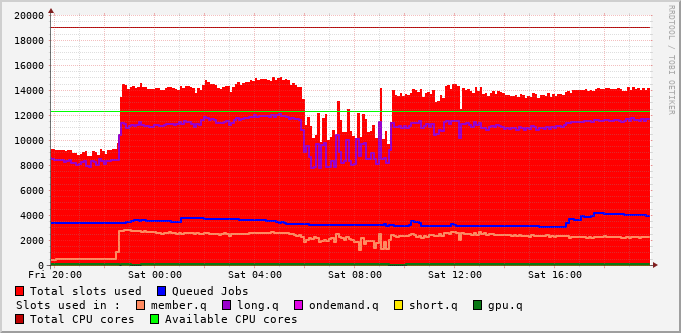 20000
18000
16000
14000
12000
10000
8000
6000
4000
2000
0
Fri 20:00 Sat 00:00 Sat 04:00 Sat 08:00 Sat 12:00 Sat 16:00
RRDTOOL / TOBI OETIKER
Total slots used Queued Jobs
Slots used in : member.q long.q ondemand.q short.q gpu.q
Total CPU cores Available CPU cores